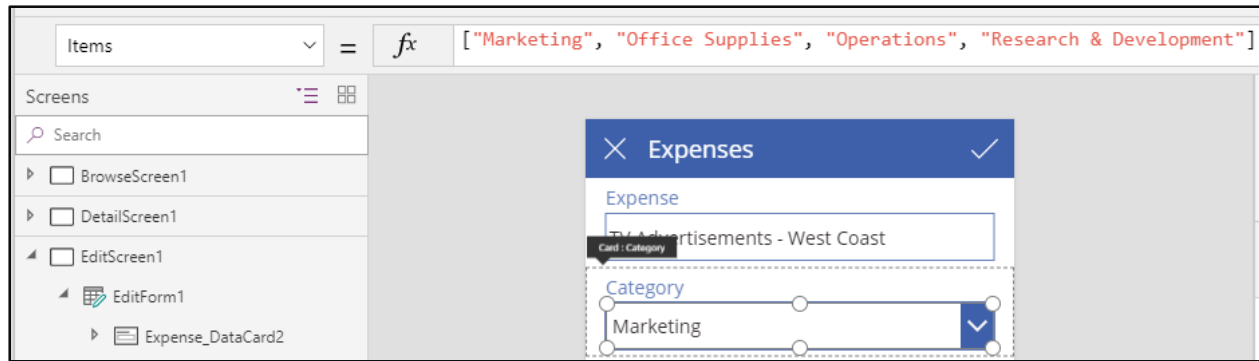 Items = fx ["Marketing", "Office Supplies", "Operations", "Research & Development"]
Screens
Search
BrowseScreen1
DetailScreen1
EditScreen1
EditForm1
Expense_DataCard2
Expenses
Expense
TV Advertisements - West Coast
Card : Category
Category
Marketing